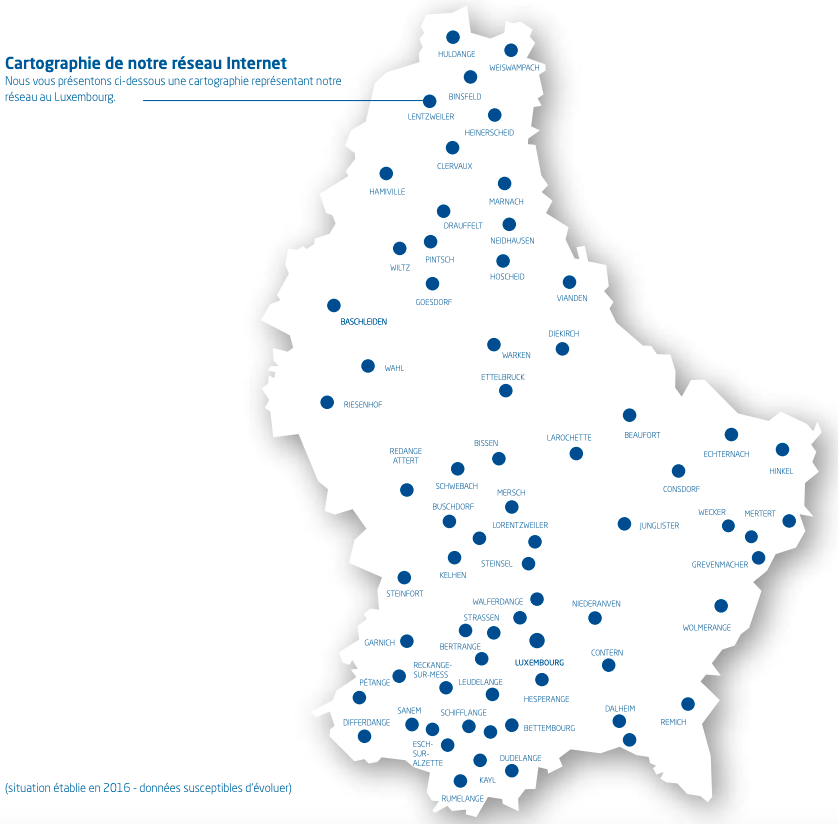 Cartographie de notre réseau Internet
Nous vous présentons ci-dessous une cartographie représentant notre
réseau au Luxembourg.
HULDANGE
WEISWAMPACH
BINSFELD
LENTZWEILER
HEINERSCHEID
CLERVAUX
HAMIVILLE
MARNACH
DRAUFFELT
NEIDHAUSEN
PINTSCH
WILTZ
HOSCHEID
GOESDORF
VIANDEN
BASCHLEIDEN
DIEKIRCH
WARKEN
WAHL
ETTELBRUCK
RIESENHOF
BEAUFORT
LAROCHETTE
BISSEN
ECHTERNACH
REDANGE
ATTERT
HINKEL
SCHWEBACH
CONSDORF
MERSCH
BUSCHDORF
WECKER
MERTERT
LORENTZWEILER
JUNGLISTER
STEINSEL
GREVENMACHER
KELHEN
STEINFORT
WALFERDANGE
NIEDERANVEN
STRASSEN
WOLMERANGE
GARNICH
BERTRANGE
CONTERN
LUXEMBOURG
RECKANGE-
SUR-MESS
PÉTANGE
LEUDELANGE
HESPERANGE
SANEM
SCHIFFLANGE
DALHEIM
DIFFERDANGE
REMICH
BETTEMBOURG
ESCH-
SUR-
ALZETTE
DUDELANGE
KAYL
(situation établie en 2016 - données susceptibles d'évoluer)
RUMELANGE